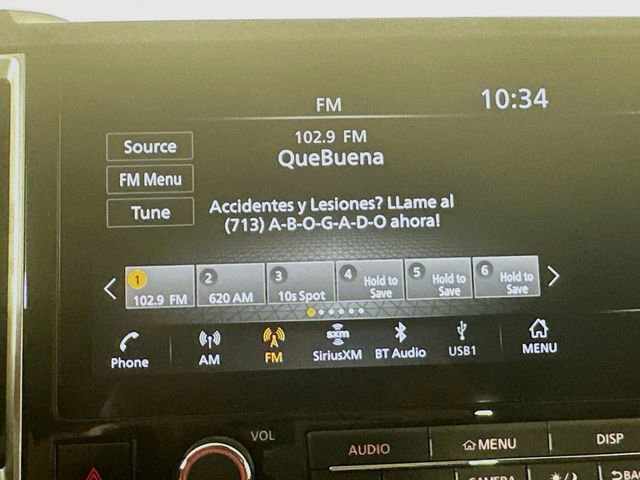 FM
10:34
102.9 FM
QueBuena
Source
FM Menu
Tune
Accidentes y Lesiones? LLame al
(713) A-B-O-G-A-D-O ahora!
1
102.9 FM
2
620 AM
3
10s Spot
4
Hold to
Save
5
Hold to
Save
6
Hold to
Save
Phone
AM
FM
sxm
SiriusXM
BT Audio
USB1
MENU
VOL
AUDIO
MENU
DISP
CAMERA